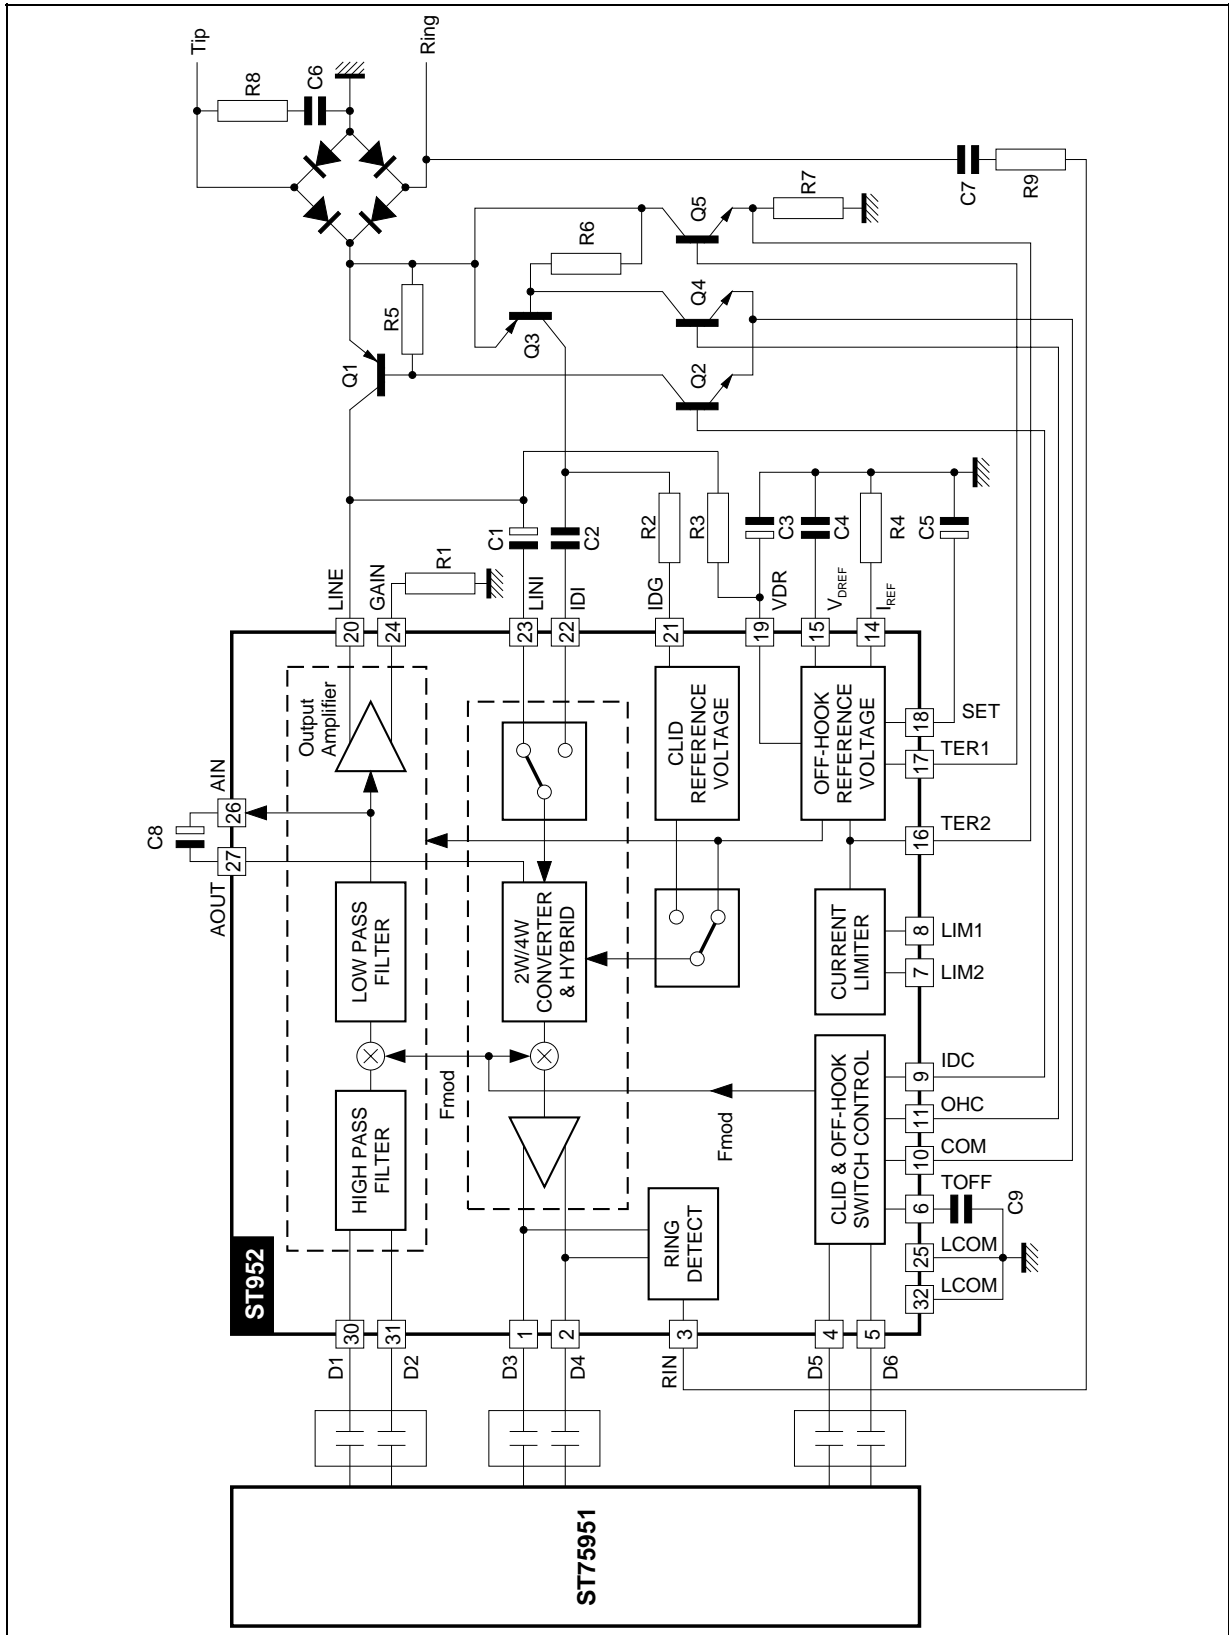 ST75951
ST952
D1
D2
D3
D4
RIN
D5
D6
30
31
1
2
3
4
5
HIGH PASS
FILTER
LOW PASS
FILTER
Output
Amplifier
Fmod
Fmod
2W/4W
CONVERTER
& HYBRID
RING
DETECT
CLID
REFERENCE
VOLTAGE
OFF-HOOK
REFERENCE
VOLTAGE
CURRENT
LIMITER
CLID & OFF-HOOK
SWITCH CONTROL
AOUT
27
C8
26
AIN
20
LINE
24
GAIN
R1
23
LINI
C1
22
IDI
C2
21
IDG
R2
R3
19
VDR
C3
15
VDREF
C4
14
IREF
R4
C5
32
LCOM
25
LCOM
6
TOFF
C9
10
COM
11
OHC
9
IDC
7
LIM2
8
LIM1
16
TER2
17
TER1
18
SET
Q1
R5
Q3
R6
Q2
Q4
Q5
R7
R8
C6
Tip
Ring
C7
R9